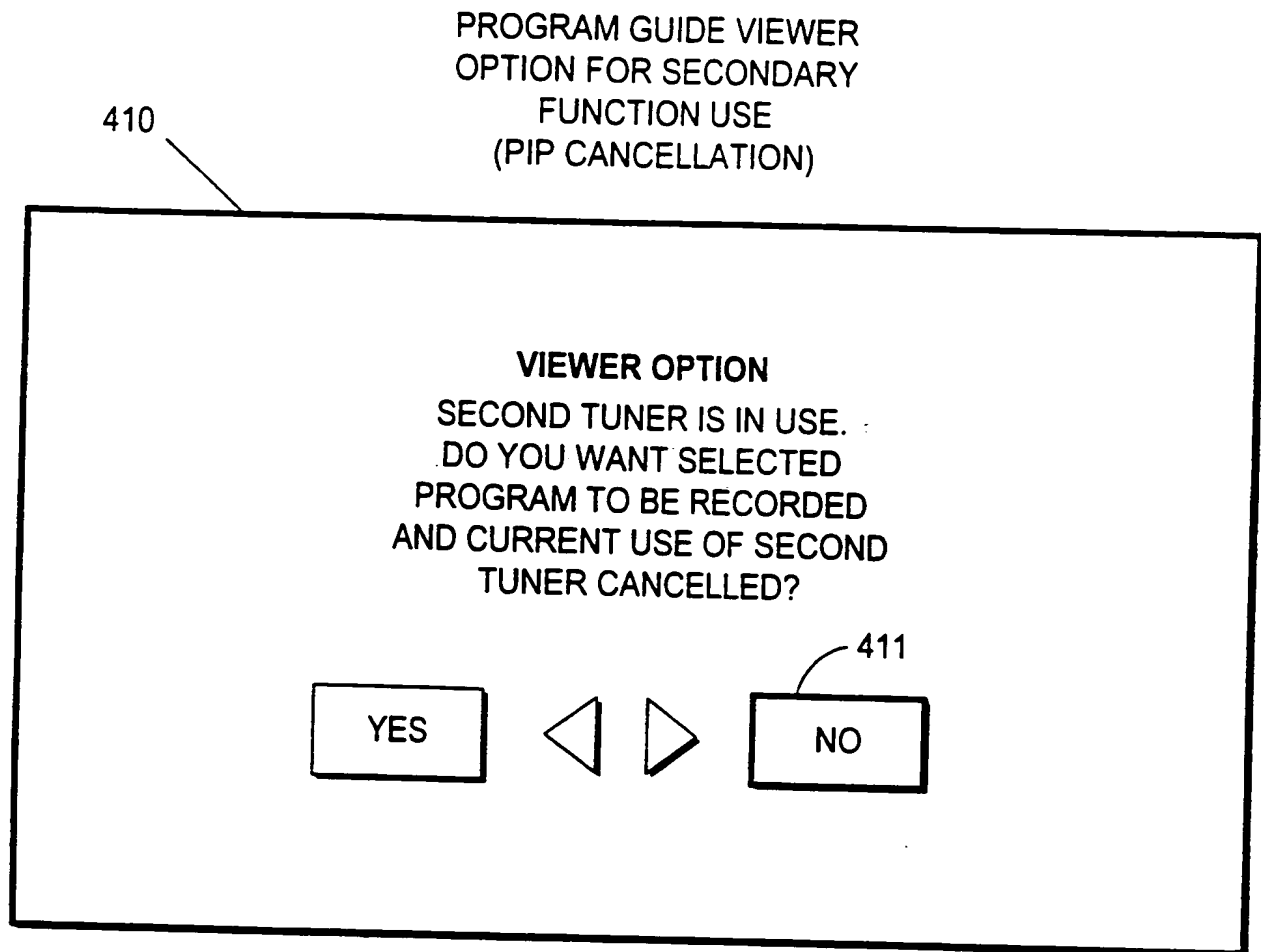 PROGRAM GUIDE VIEWER
OPTION FOR SECONDARY
FUNCTION USE
(PIP CANCELLATION)
410
VIEWER OPTION
SECOND TUNER IS IN USE.
DO YOU WANT SELECTED
PROGRAM TO BE RECORDED
AND CURRENT USE OF SECOND
TUNER CANCELLED?
411
YES
NO